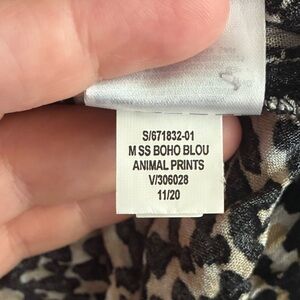 S/671832-01
M SS BOHO BLOU
ANIMAL PRINTS
V/306028
11/20